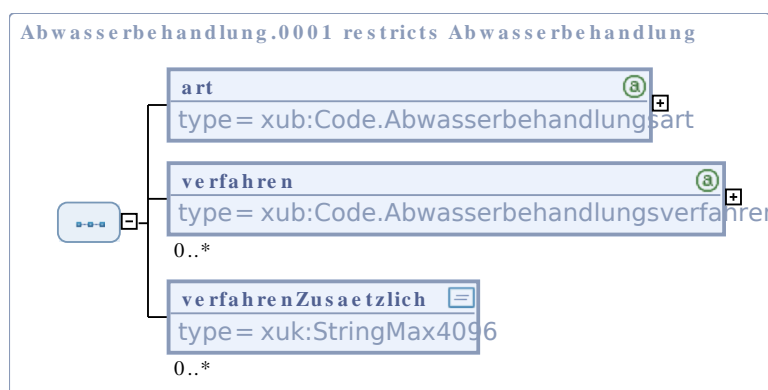 Abwasserbehandlung.0001 restricts Abwasserbehandlung
art
type= xub:Code.Abwasserbehandlungsart
verfahren
type= xub:Code.Abwasserbehandlungsverfahren
0..*
verfahrenZusaetzlich
type= xuk:StringMax4096
0..*